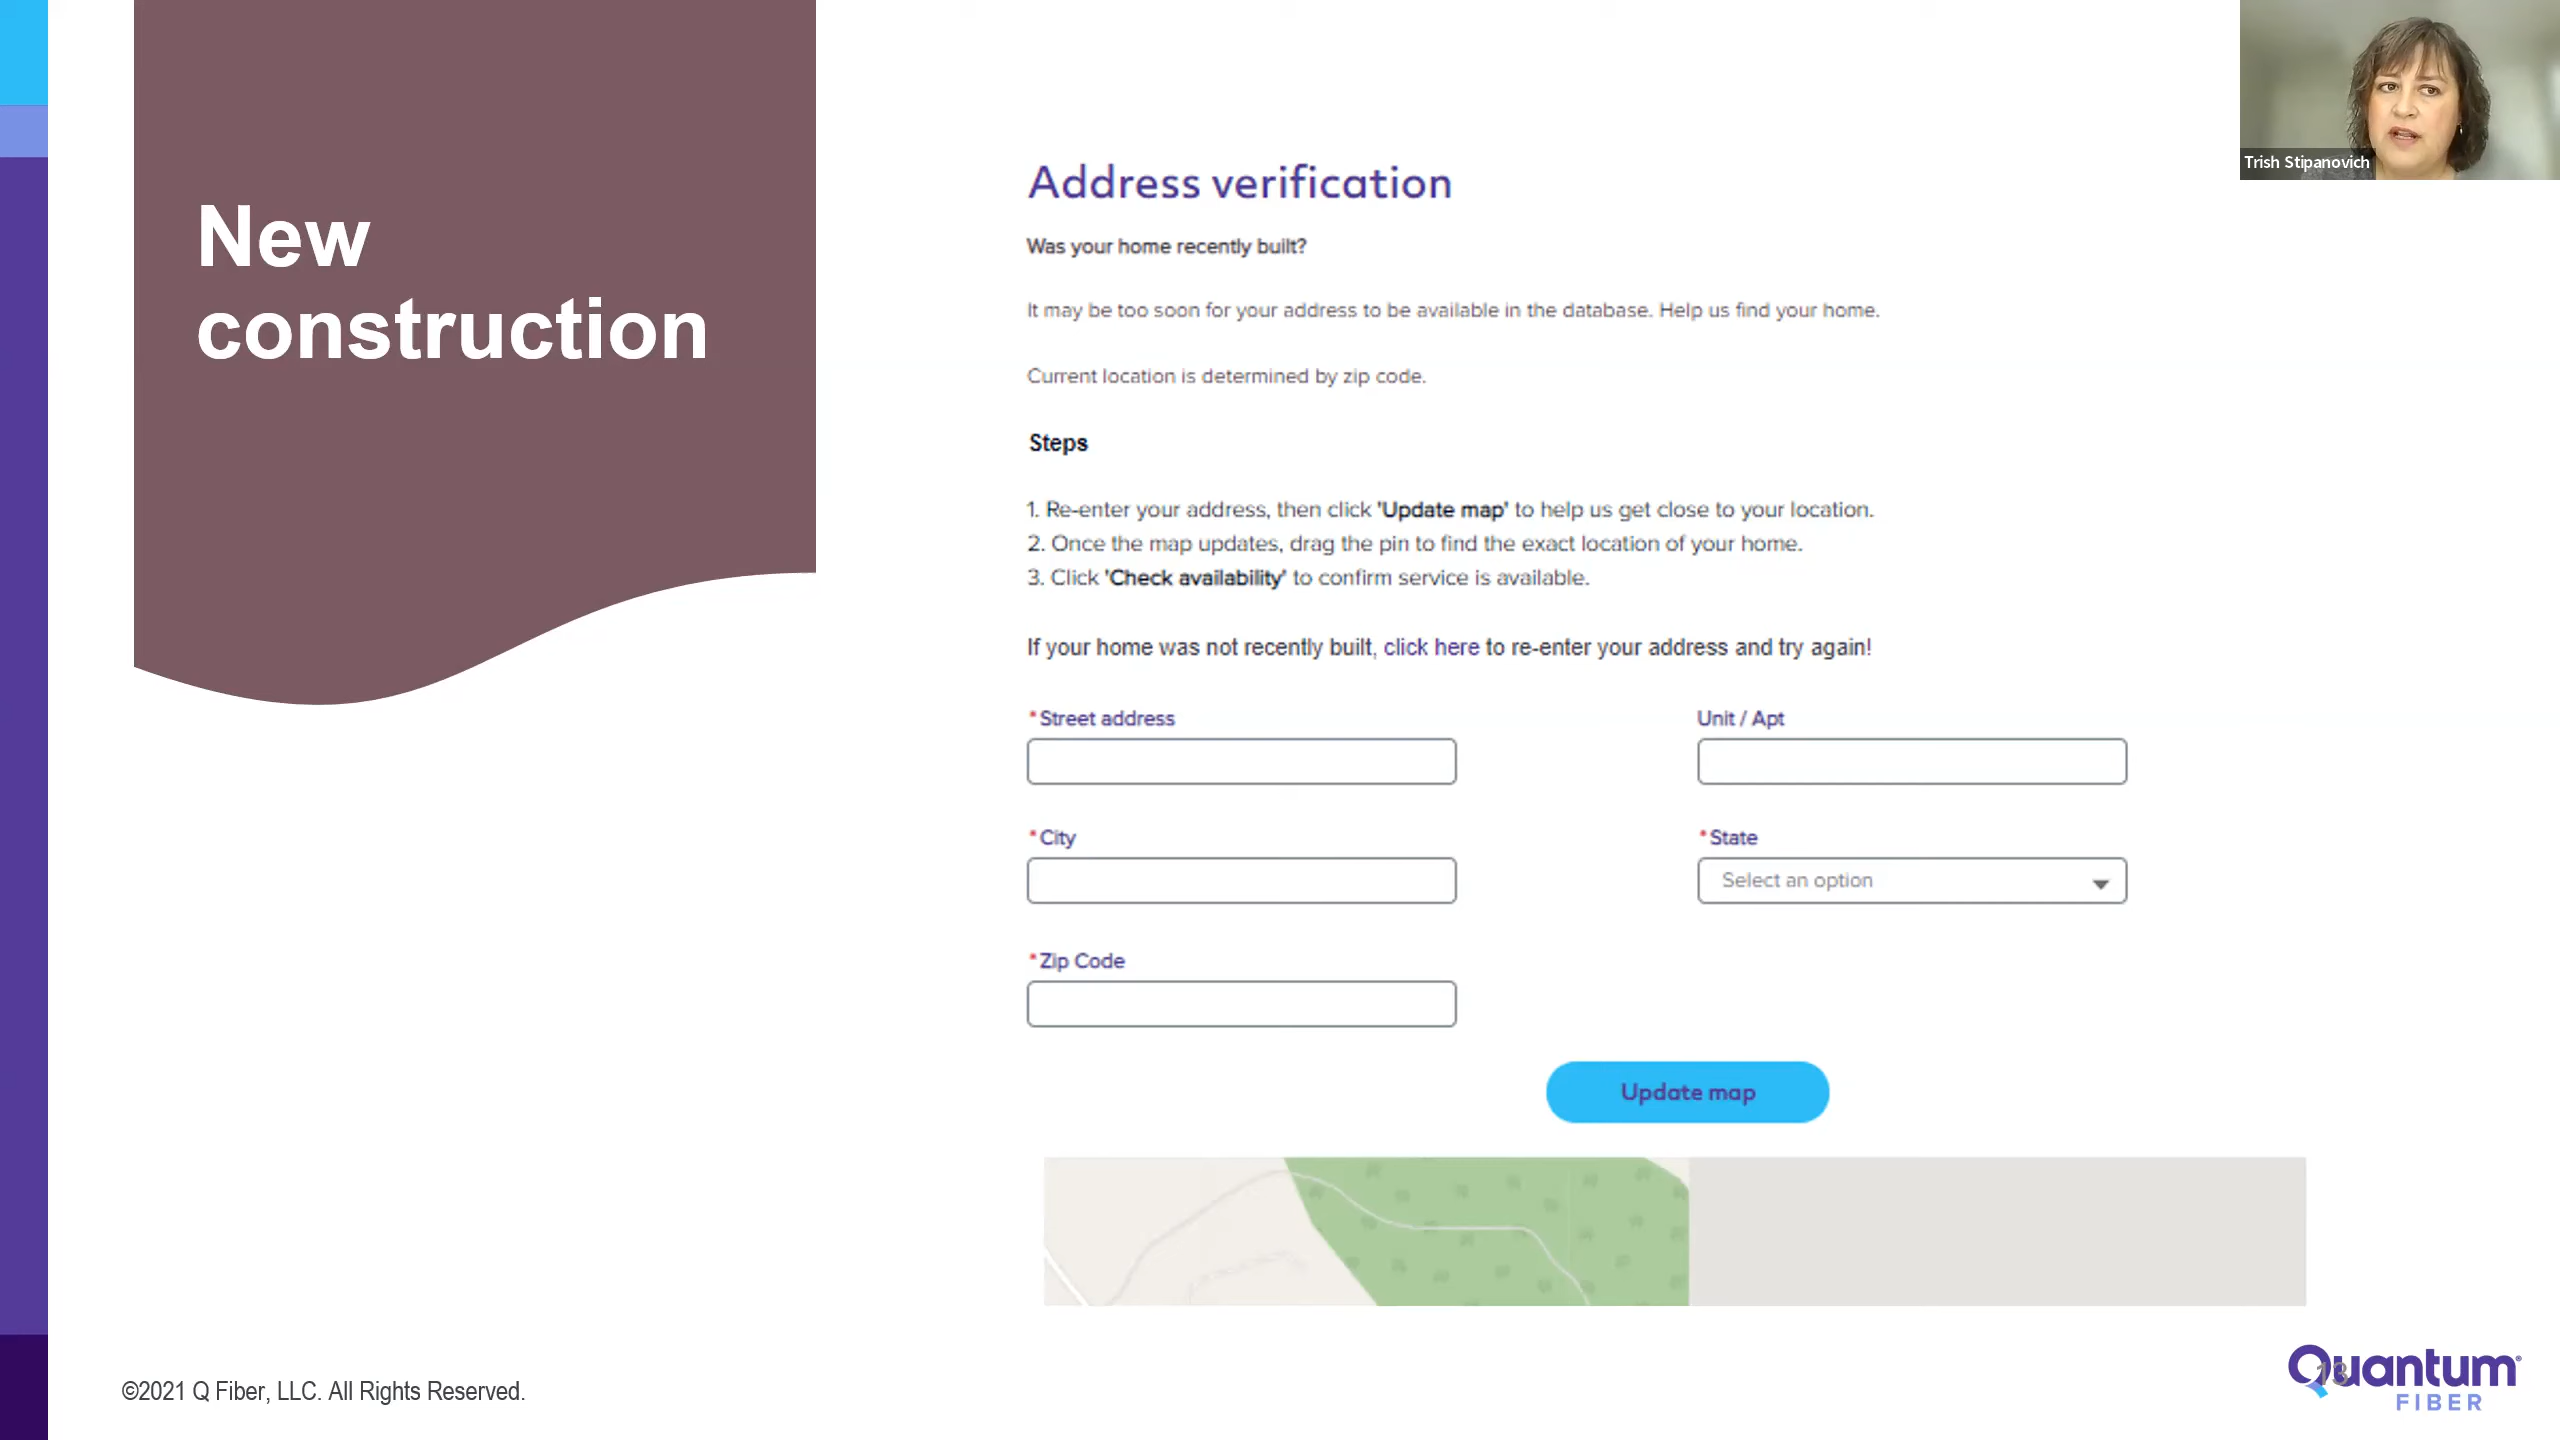 New
construction
Trish Stipanovich
Address verification
Was your home recently built?
It may be too soon for your address to be available in the database. Help us find your home.
Current location is determined by zip code.
Steps
1. Re-enter your address, then click 'Update map' to help us get close to your location.
2. Once the map updates, drag the pin to find the exact location of your home.
3. Click 'Check availability' to confirm service is available.
If your home was not recently built, click here to re-enter your address and try again!
*Street address
Unit / Apt
*City
*State
Select an option
*Zip Code
Update map
©2021 Q Fiber, LLC. All Rights Reserved.
Quantum®
FIBER
13